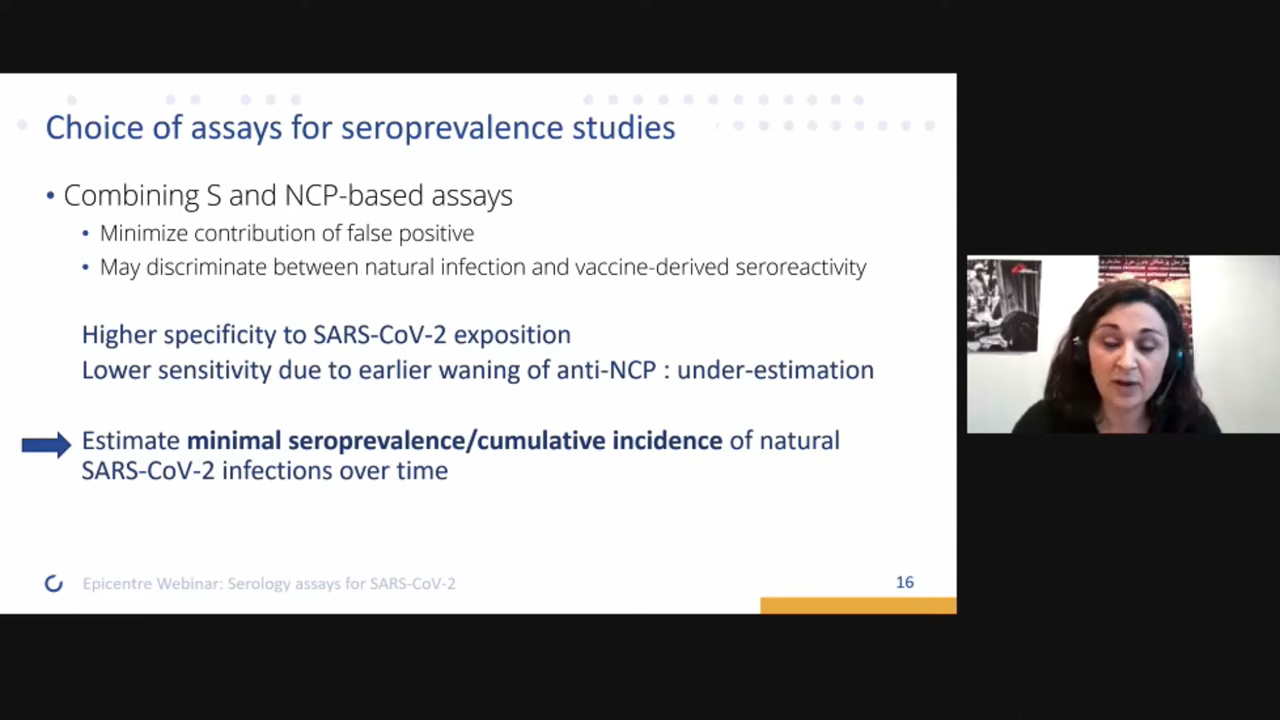 Choice of assays for seroprevalence studies
• Combining S and NCP-based assays
• Minimize contribution of false positive
• May discriminate between natural infection and vaccine-derived seroreactivity
Higher specificity to SARS-CoV-2 exposition
Lower sensitivity due to earlier waning of anti-NCP : under-estimation
Estimate minimal seroprevalence/cumulative incidence of natural
SARS-CoV-2 infections over time
Epicentre Webinar: Serology assays for SARS-CoV-2
16